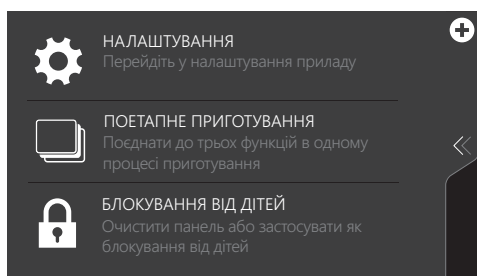 НАЛАШТУВАННЯ
Перейдіть у налаштування приладу
ПОЕТАПНЕ ПРИГОТУВАННЯ
Поєднати до трьох функцій в одному
процесі приготування
БЛОКУВАННЯ ВІД ДІТЕЙ
Очистити панель або застосувати як
блокування від дітей